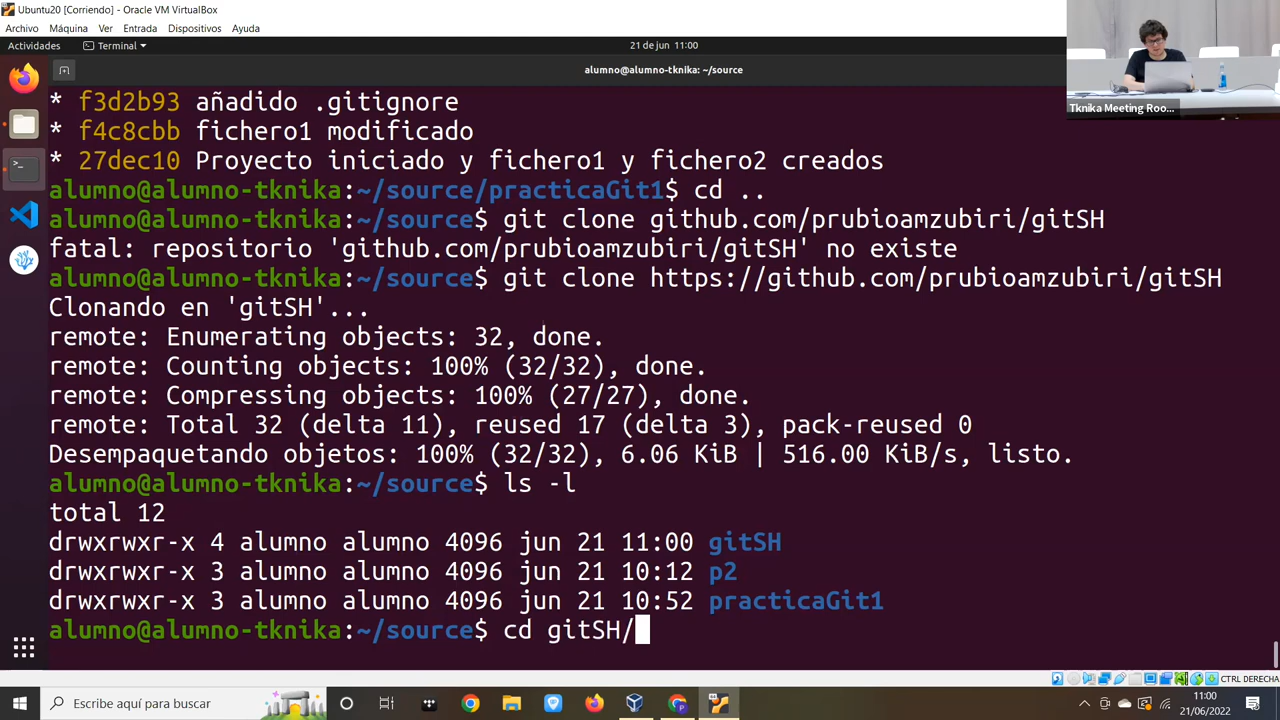 Ubuntu20 [Corriendo] - Oracle VM VirtualBox
Archivo Máquina Ver Entrada Dispositivos Ayuda
Actividades Terminal 21 de jun 11:00
alumno@alumno-tknika: ~/source
Tknika Meeting Roo...
* f3d2b93 añadido .gitignore
* f4c8cbb fichero1 modificado
* 27dec10 Proyecto iniciado y fichero1 y fichero2 creados
alumno@alumno-tknika:~/source/practicaGit1$ cd ..
alumno@alumno-tknika:~/source$ git clone github.com/prubioamzubiri/gitSH
fatal: repositorio 'github.com/prubioamzubiri/gitSH' no existe
alumno@alumno-tknika:~/source$ git clone https://github.com/prubioamzubiri/gitSH
Clonando en 'gitSH'...
remote: Enumerating objects: 32, done.
remote: Counting objects: 100% (32/32), done.
remote: Compressing objects: 100% (27/27), done.
remote: Total 32 (delta 11), reused 17 (delta 3), pack-reused 0
Desempaquetando objetos: 100% (32/32), 6.06 KiB | 516.00 KiB/s, listo.
alumno@alumno-tknika:~/source$ ls -l
total 12
drwxrwxr-x 4 alumno alumno 4096 jun 21 11:00 gitSH
drwxrwxr-x 3 alumno alumno 4096 jun 21 10:12 p2
drwxrwxr-x 3 alumno alumno 4096 jun 21 10:52 practicaGit1
alumno@alumno-tknika:~/source$ cd gitSH/
CTRL DERECHA
Escribe aquí para buscar
11:00
21/06/2022